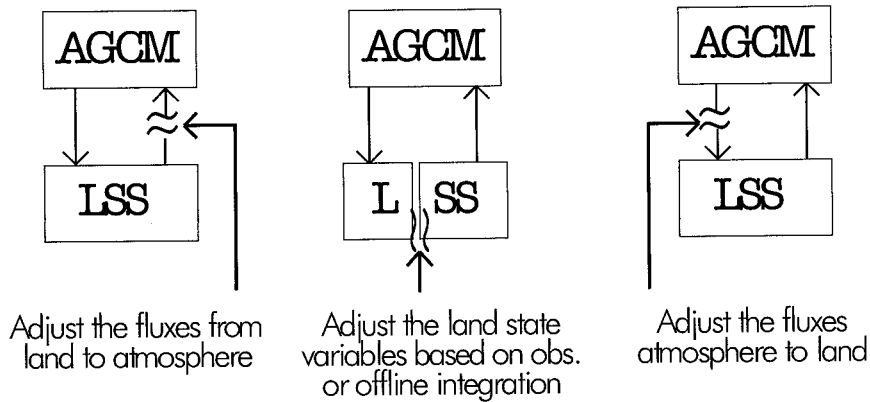 AGCM
AGCM
AGCM
LSS
L SS
LSS
Adjust the fluxes from
land to atmosphere
Adjust the land state
variables based on obs.
or offline integration
Adjust the fluxes
atmosphere to land